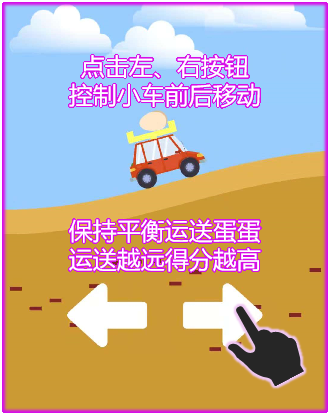 点击左、右按钮
控制小车前后移动
保持平衡运送蛋蛋
运送越远得分越高